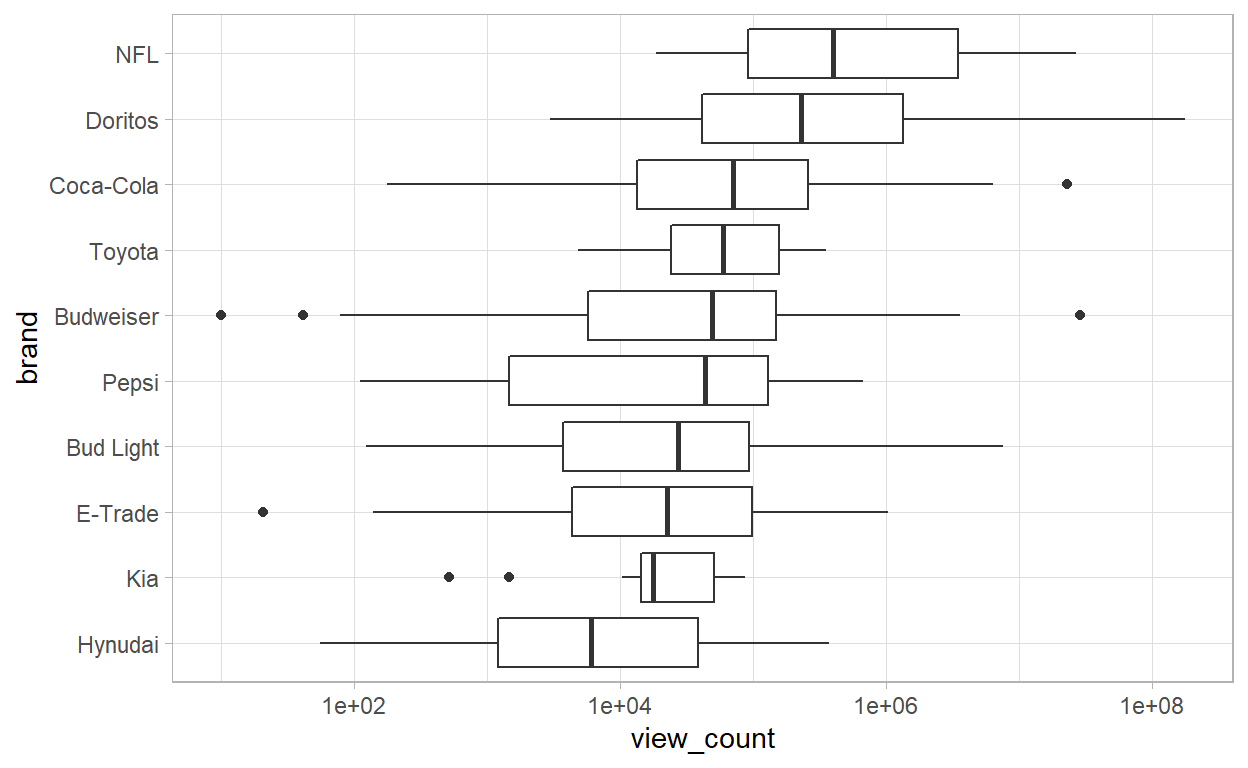 NFL
Doritos
Coca-Cola
Toyota
Budweiser
Pepsi
Bud Light
E-Trade
Kia
Hynudai
brand
1e+02 1e+04 1e+06 1e+08
view_count